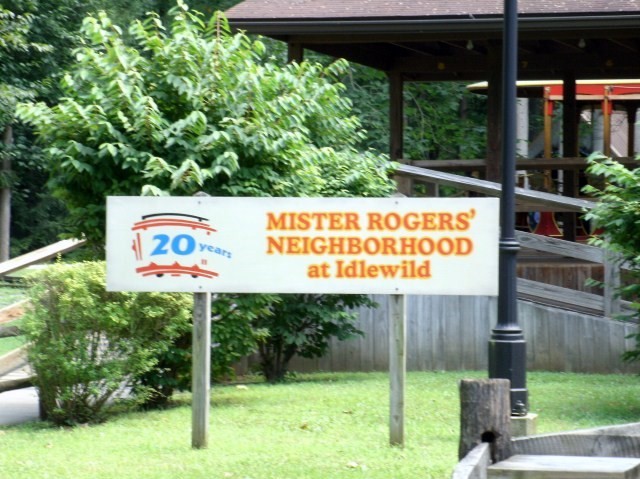 20 years
MISTER ROGERS'
NEIGHBORHOOD
at Idlewild